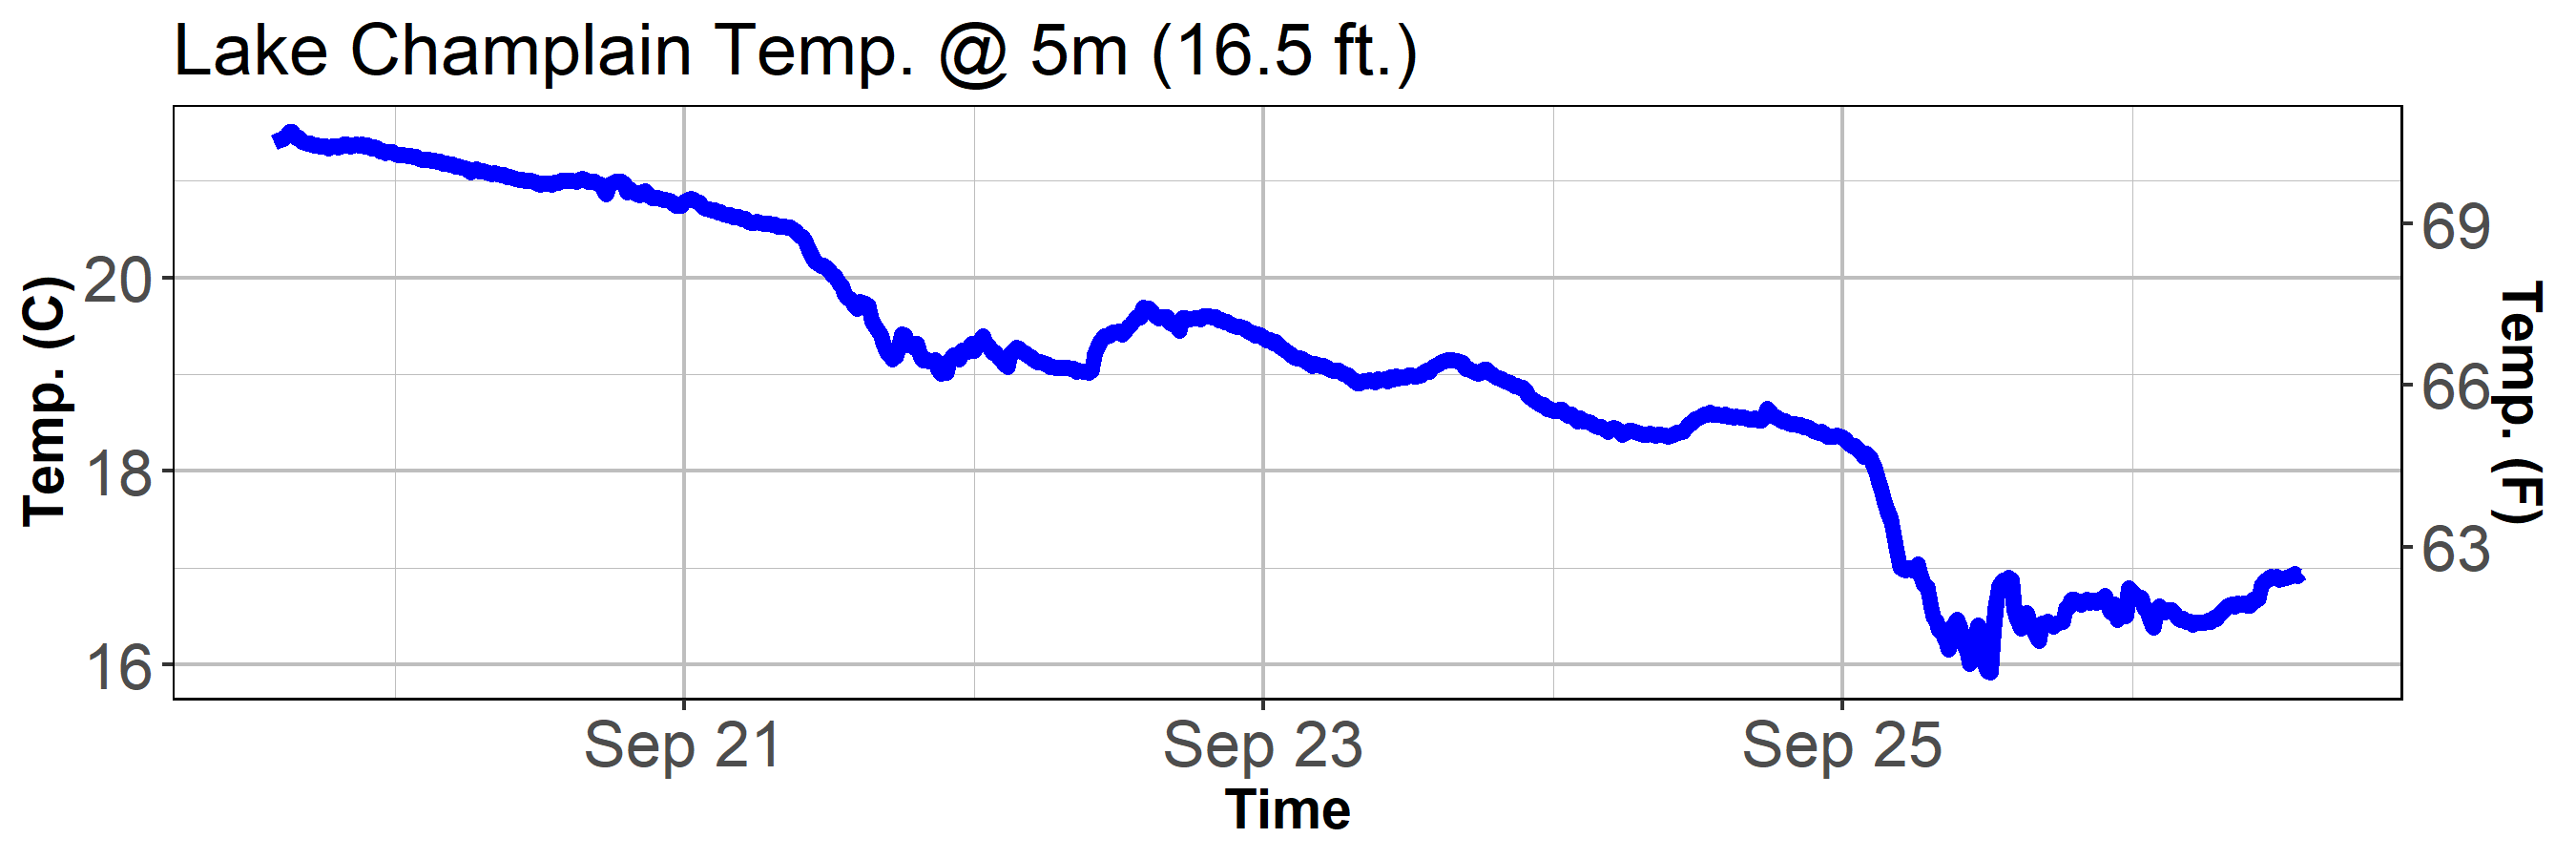 Lake Champlain Temp. @ 5m (16.5 ft.)
Temp. (C)
20
18
16
69
66
63
Temp. (F)
Sep 21
Sep 23
Sep 25
Time